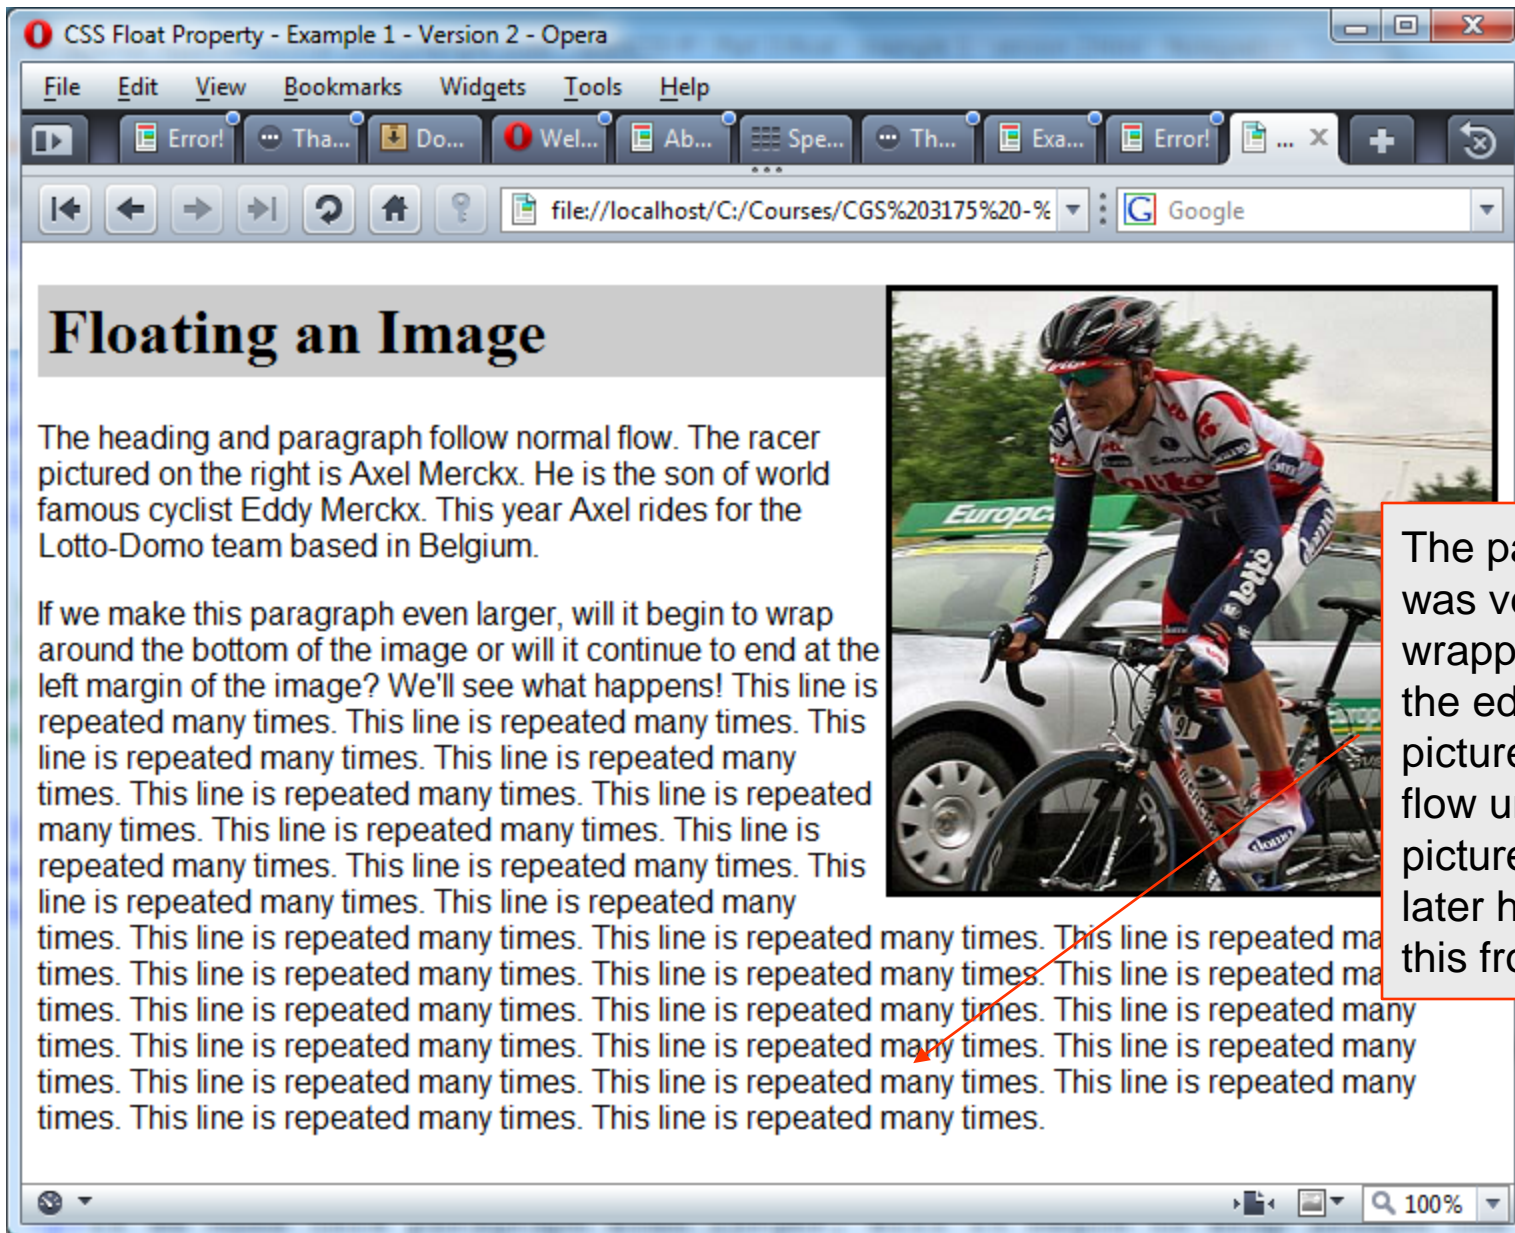 CSS Float Property - Example 1 - Version 2 - Opera
File Edit View Bookmarks Widgets Tools Help
Error! Tha... Do... Wel... Ab... Spe... Th... Exa... Error! ...
file://localhost/C:/Courses/CGS%203175%20-% Google
Floating an Image
The heading and paragraph follow normal flow. The racer
pictured on the right is Axel Merckx. He is the son of world
famous cyclist Eddy Merckx. This year Axel rides for the
Lotto-Domo team based in Belgium.
If we make this paragraph even larger, will it begin to wrap
around the bottom of the image or will it continue to end at the
left margin of the image? We'll see what happens! This line is
repeated many times. This line is repeated many times. This
line is repeated many times. This line is repeated many
times. This line is repeated many times. This line is repeated
many times. This line is repeated many times. This line is
repeated many times. This line is repeated many times. This
line is repeated many times. This line is repeated many
times. This line is repeated many times. This line is repeated many times. This line is repeated ma
times. This line is repeated many times. This line is repeated many times. This line is repeated ma
times. This line is repeated many times. This line is repeated many times. This line is repeated many
times. This line is repeated many times. This line is repeated many times. This line is repeated many
times. This line is repeated many times. This line is repeated many times. This line is repeated many
times. This line is repeated many times. This line is repeated many times.
Europc
lotto
lotto
domo
domo
91
The pa
was ve
wrapp
the ed
picture
flow u
picture
later h
this fro
100%